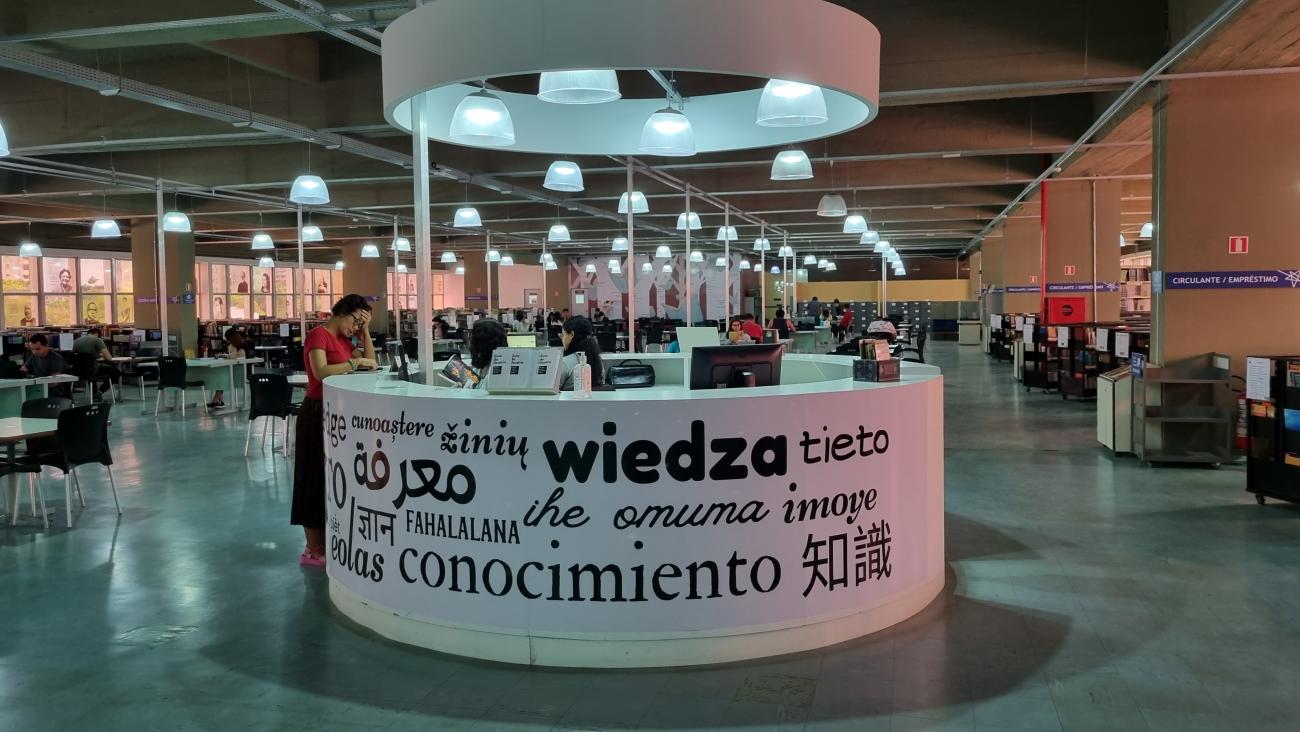 CIRCULANTE / EMPRÉSTIMO
cunoaștere
žinių
wiedza
tieto
معرفة
ihe omuma
imoye
ज्ञान
FAHALALANA
eolas
conocimiento
知識